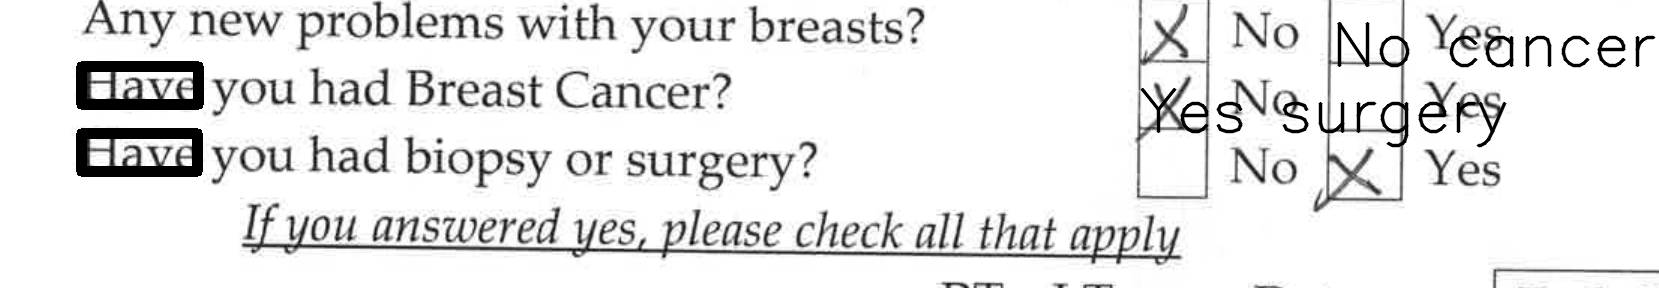 Any new problems with your breasts? No Yes
No cancer
Have you had Breast Cancer? No Yes
Yes surgery
Have you had biopsy or surgery? No Yes
If you answered yes, please check all that apply